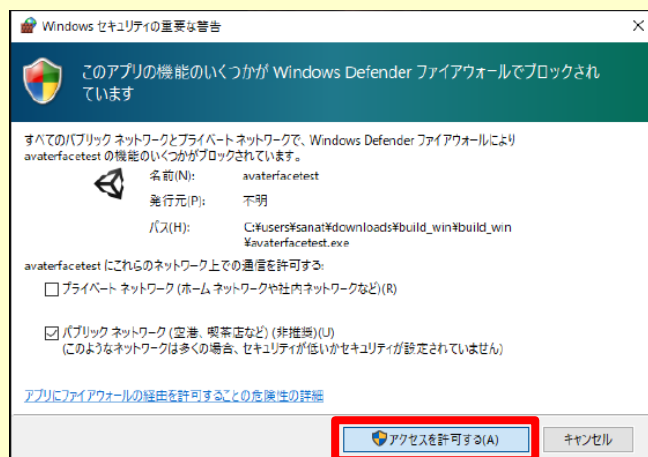 Windows セキュリティの重要な警告
このアプリの機能のいくつかが Windows Defender ファイアウォールでブロックされ
ています
すべてのパブリック ネットワークとプライベート ネットワークで、Windows Defender ファイアウォールにより
avaterfacetest の機能のいくつかがブロックされています。
名前(N): avaterfacetest
発行元(P): 不明
パス(H): C:¥users¥sanat¥downloads¥build_win¥build_win
¥avaterfacetest.exe
avaterfacetest にこれらのネットワーク上での通信を許可する:
プライベート ネットワーク (ホーム ネットワークや社内ネットワークなど)(R)
パブリック ネットワーク (空港、喫茶店など) (非推奨)(U)
(このようなネットワークは多くの場合、セキュリティが低いかセキュリティが設定されていません)
アプリにファイアウォールの経由を許可することの危険性の詳細
アクセスを許可する(A) キャンセル